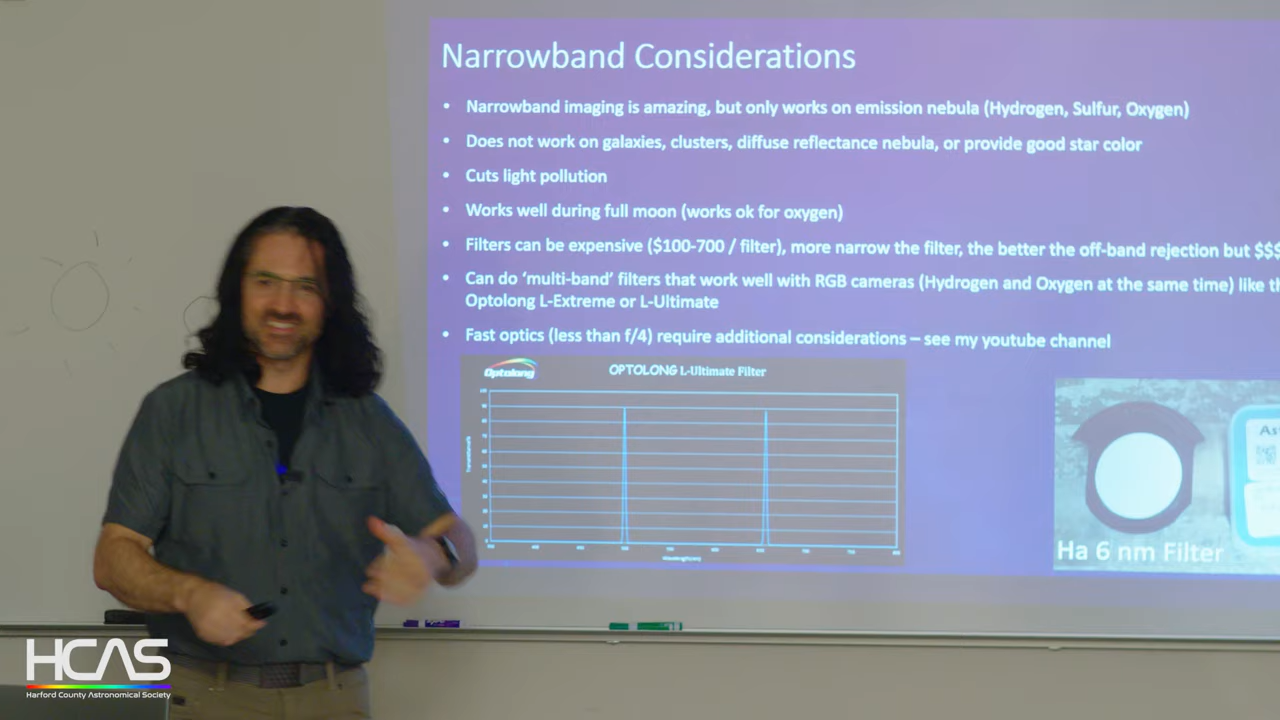 Narrowband Considerations
• Narrowband imaging is amazing, but only works on emission nebula (Hydrogen, Sulfur, Oxygen)
• Does not work on galaxies, clusters, diffuse reflectance nebula, or provide good star color
• Cuts light pollution
• Works well during full moon (works ok for oxygen)
• Filters can be expensive ($100-700 / filter), more narrow the filter, the better the off-band rejection but $$$
• Can do ‘multi-band’ filters that work well with RGB cameras (Hydrogen and Oxygen at the same time) like
Optolong L-Extreme or L-Ultimate
• Fast optics (less than f/4) require additional considerations – see my youtube channel
Optolong
OPTOLONG L-Ultimate Filter
Ha 6 nm Filter
HCAS
Harford County Astronomical Society